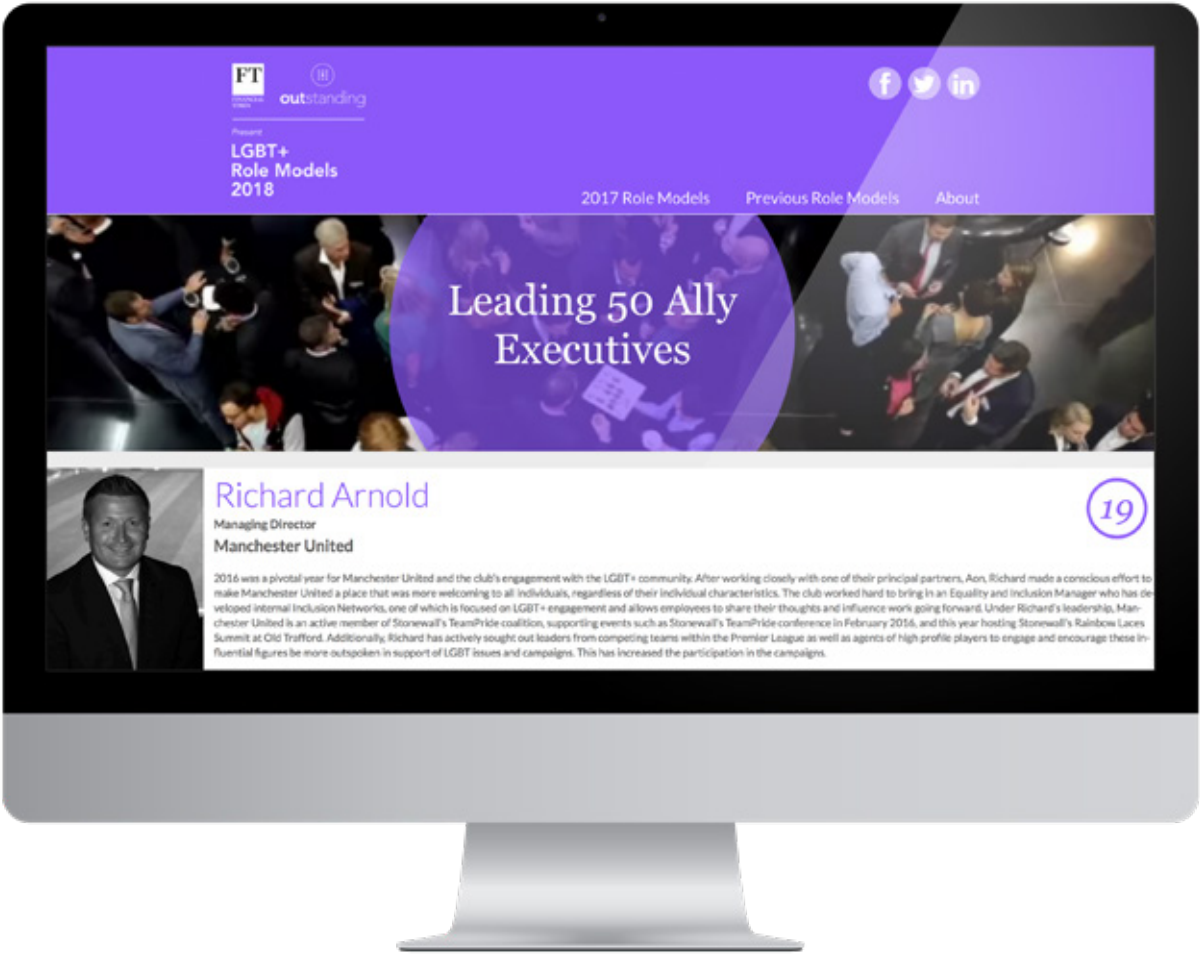 FT
FINANCIAL
TIMES
outstanding
Present
LGBT+
Role Models
2018
2017 Role Models
Previous Role Models
About
Leading 50 Ally
Executives
Richard Arnold
19
Managing Director
Manchester United
2016 was a pivotal year for Manchester United and the club's engagement with the LGBT+ community. After working closely with one of their principal partners, Aon, Richard made a conscious effort to
make Manchester United a place that was more welcoming to all individuals, regardless of their individual characteristics. The club worked hard to bring in an Equality and Inclusion Manager who has de-
veloped internal Inclusion Networks, one of which is focused on LGBT+ engagement and allows employees to share their thoughts and influence work going forward. Under Richard's leadership, Man-
chester United is an active member of Stonewall's TeamPride coalition, supporting events such as Stonewall's TeamPride conference in February 2016, and this year hosting Stonewall's Rainbow Laces
Summit at Old Trafford. Additionally, Richard has actively sought out leaders from competing teams within the Premier League as well as agents of high profile players to engage and encourage these in-
fluential figures be more outspoken in support of LGBT issues and campaigns. This has increased the participation in the campaigns.